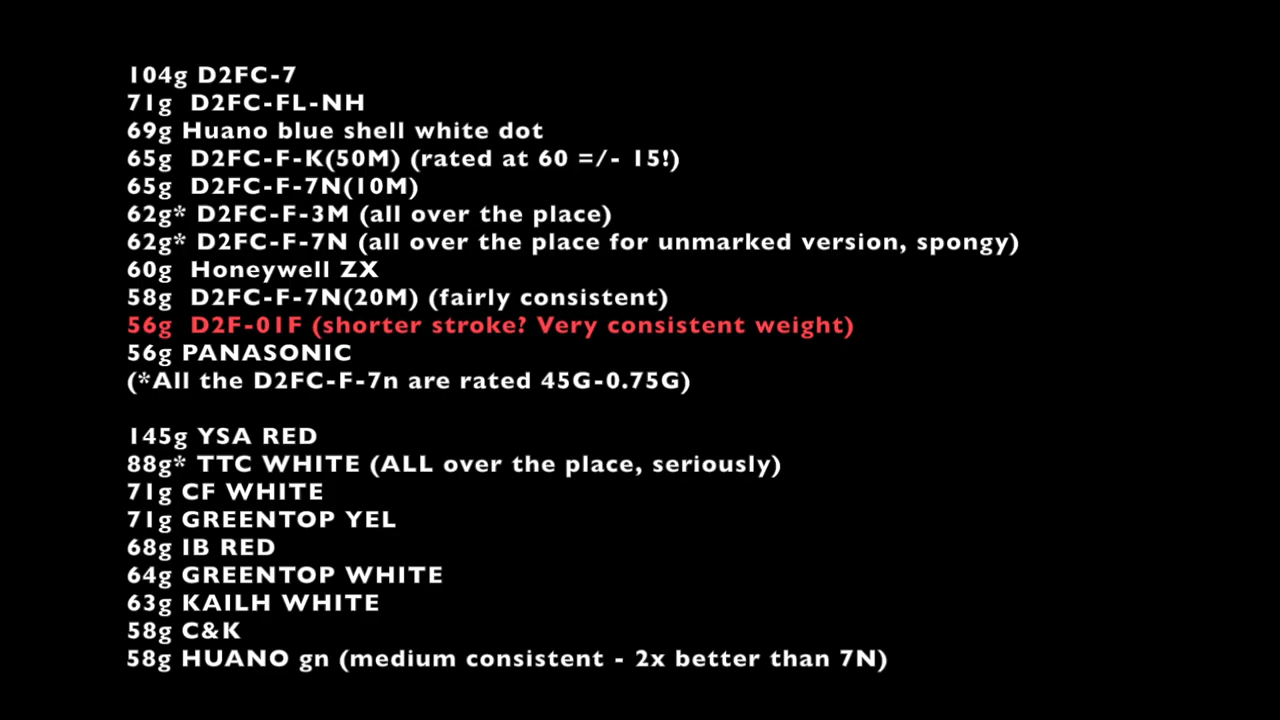 104g D2FC-7
71g D2FC-FL-NH
69g Huano blue shell white dot
65g D2FC-F-K(50M) (rated at 60 =/- 15!)
65g D2FC-F-7N(10M)
62g* D2FC-F-3M (all over the place)
62g* D2FC-F-7N (all over the place for unmarked version, spongy)
60g Honeywell ZX
58g D2FC-F-7N(20M) (fairly consistent)
56g D2F-01F (shorter stroke? Very consistent weight)
56g PANASONIC
(*All the D2FC-F-7n are rated 45G-0.75G)
145g YSA RED
88g* TTC WHITE (ALL over the place, seriously)
71g CF WHITE
71g GREENTOP YEL
68g IB RED
64g GREENTOP WHITE
63g KAILH WHITE
58g C&K
58g HUANO gn (medium consistent - 2x better than 7N)